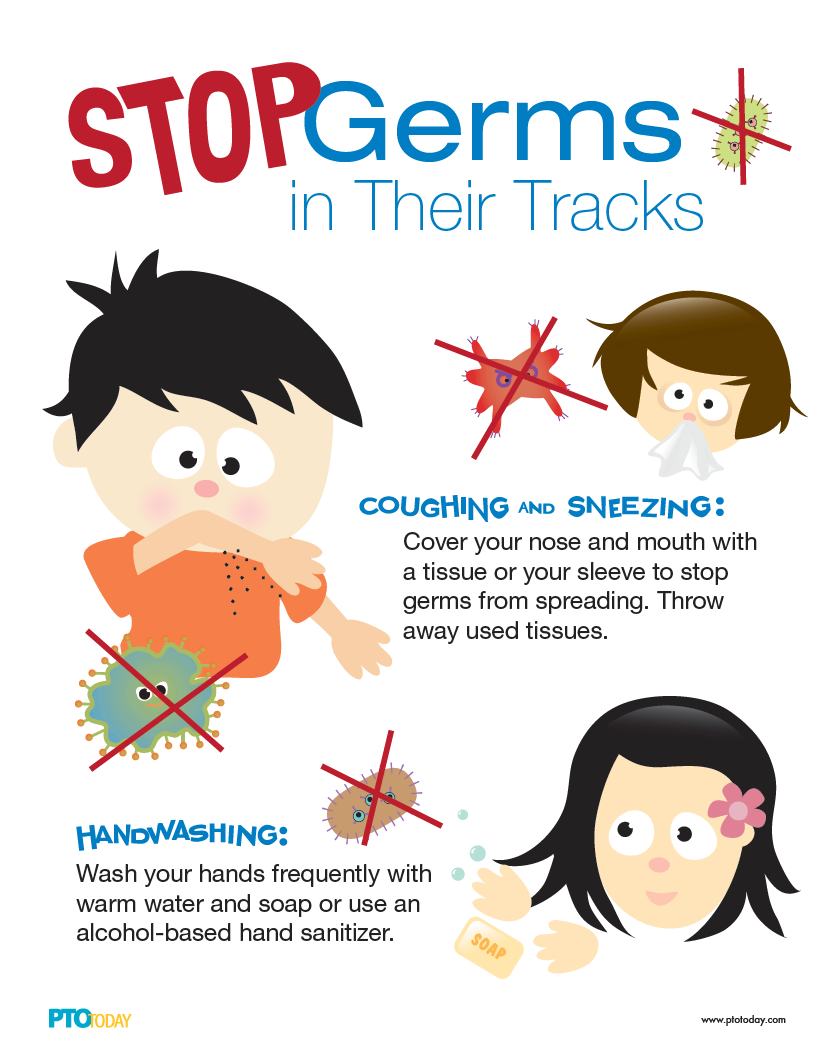 STOP Germs
in Their Tracks
COUGHING AND SNEEZING:
Cover your nose and mouth with
a tissue or your sleeve to stop
germs from spreading. Throw
away used tissues.
HANDWASHING:
Wash your hands frequently with
warm water and soap or use an
alcohol-based hand sanitizer.
SOAP
PTO TODAY
www.ptotoday.com